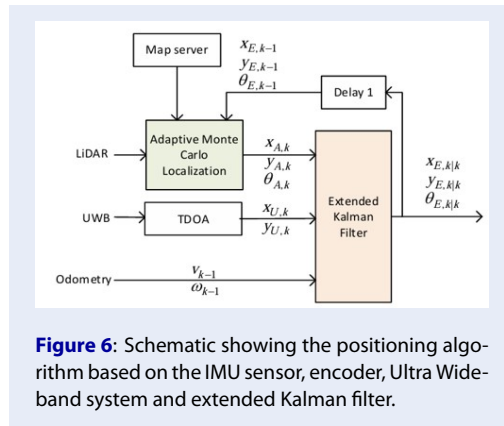 Map server
x_{E,k−1}
y_{E,k−1}
θ_{E,k−1}
Delay 1
LiDAR
Adaptive Monte
Carlo
Localization
x_{A,k}
y_{A,k}
θ_{A,k}
UWB
TDOA
x_{U,k}
y_{U,k}
Extended
Kalman
Filter
x_{E,k|k}
y_{E,k|k}
θ_{E,k|k}
Odometry
v_{k−1}
ω_{k−1}
Figure 6: Schematic showing the positioning algo-
rithm based on the IMU sensor, encoder, Ultra Wide-
band system and extended Kalman filter.